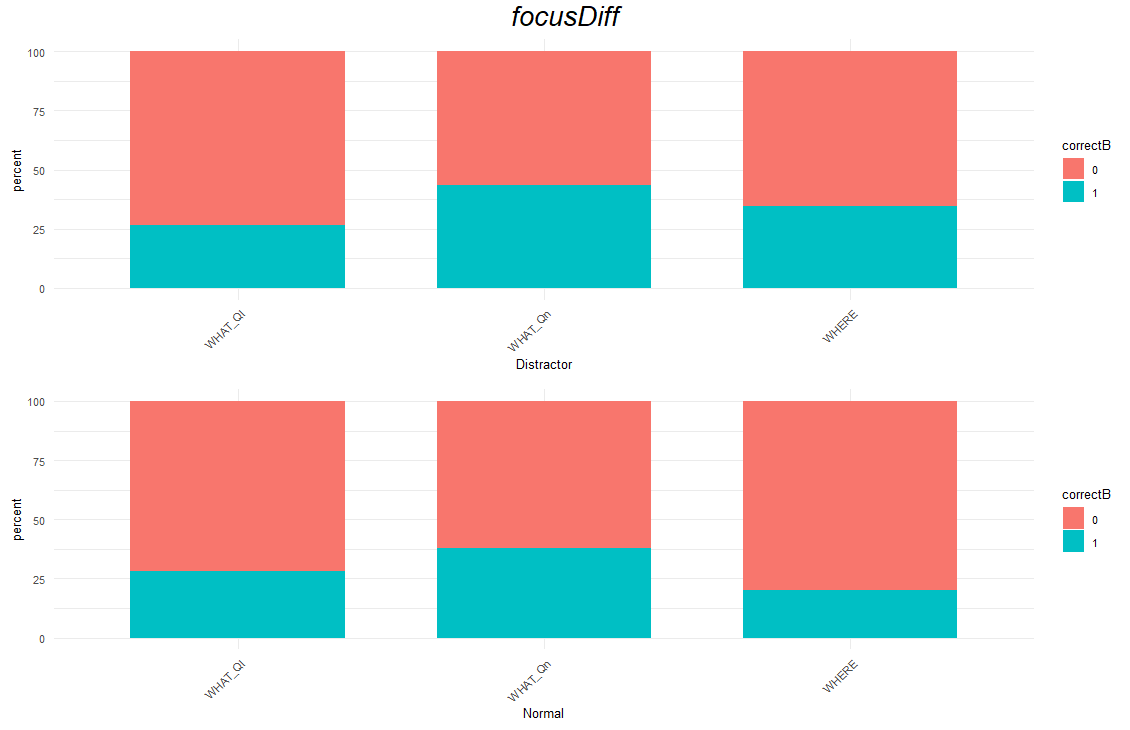 focusDiff
100
75
50
25
0
percent
WHAT_Ql
WHAT_Qn
WHERE
Distractor
correctB
0
1
100
75
50
25
0
percent
WHAT_Ql
WHAT_Qn
WHERE
Normal
correctB
0
1